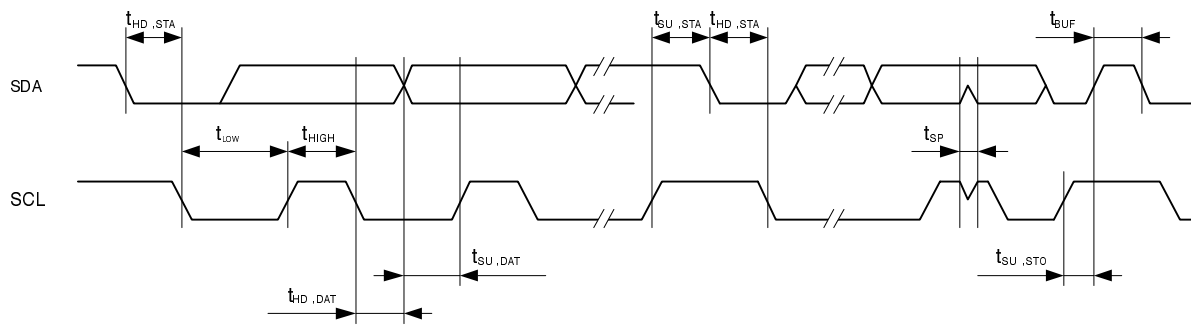 tHD ,STA
tSU ,STA
tHD ,STA
tBUF
SDA
tLOW
tHIGH
tSP
SCL
tSU ,DAT
tSU ,STO
tHD ,DAT